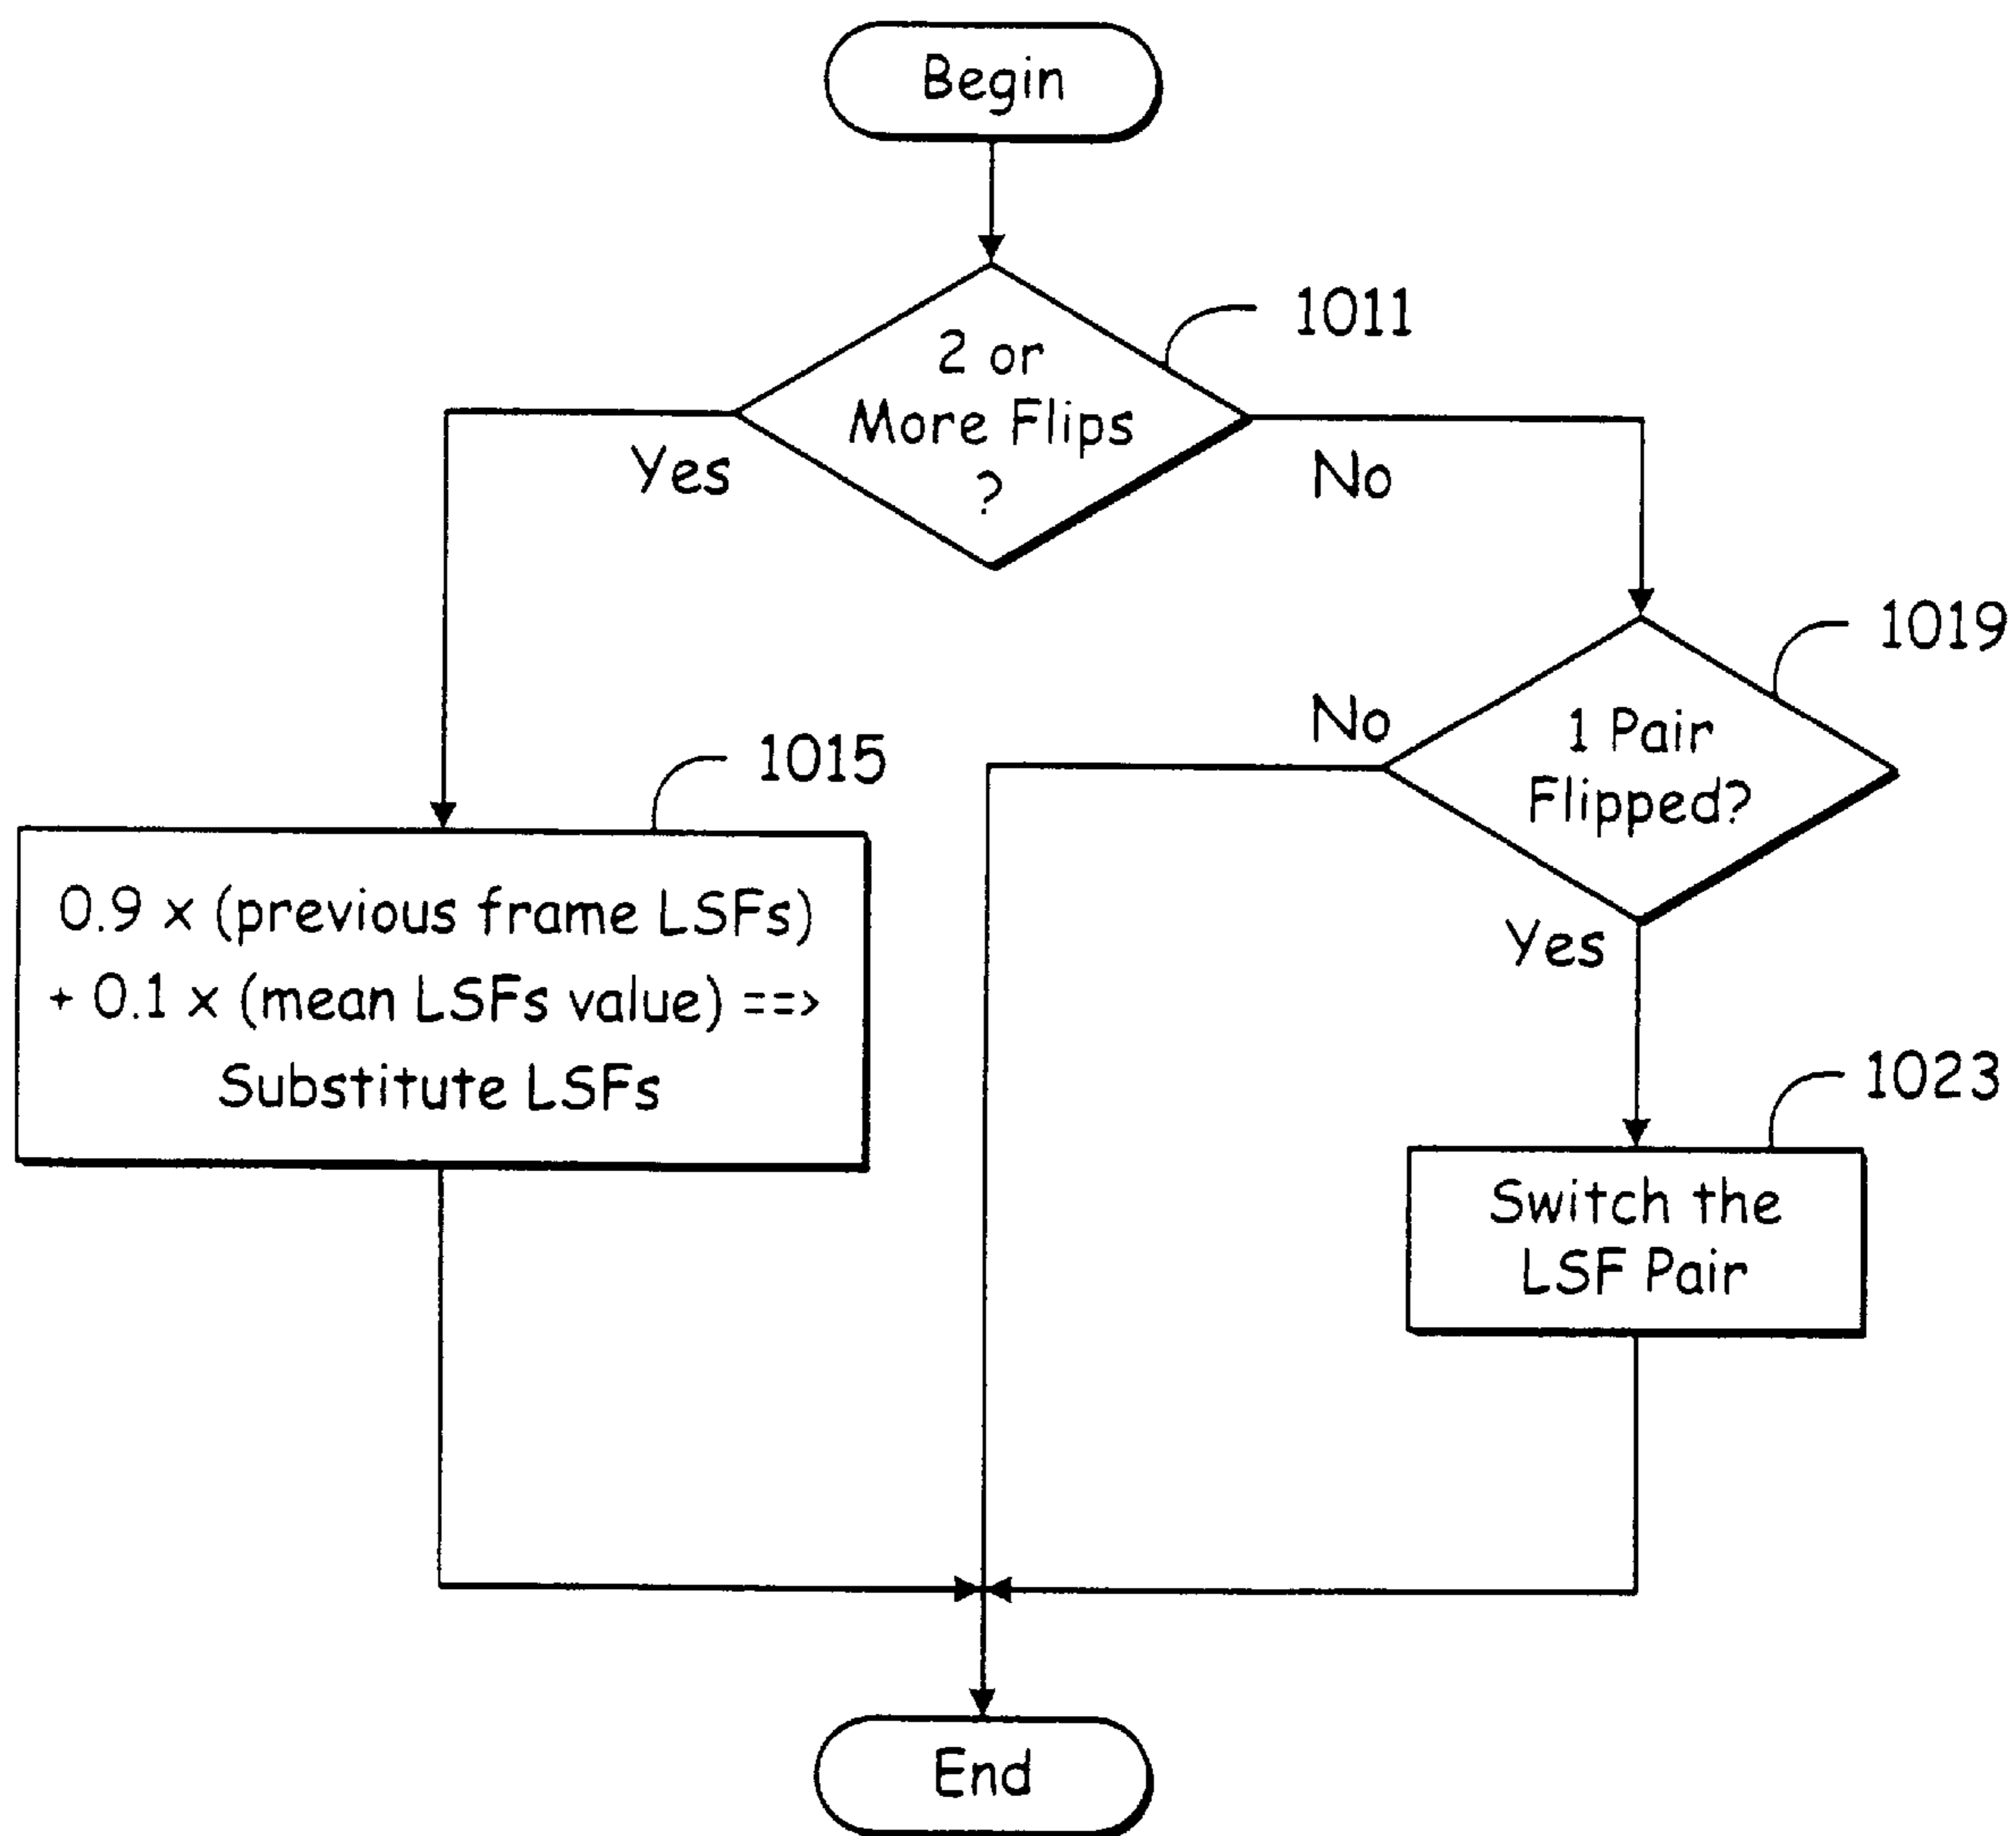 Begin
2 or
More Flips
?
1011
Yes
No
1019
1 Pair
Flipped?
No
1015
0.9 x (previous frame LSFs)
+ 0.1 x (mean LSFs value) ==>
Substitute LSFs
Yes
1023
Switch the
LSF Pair
End